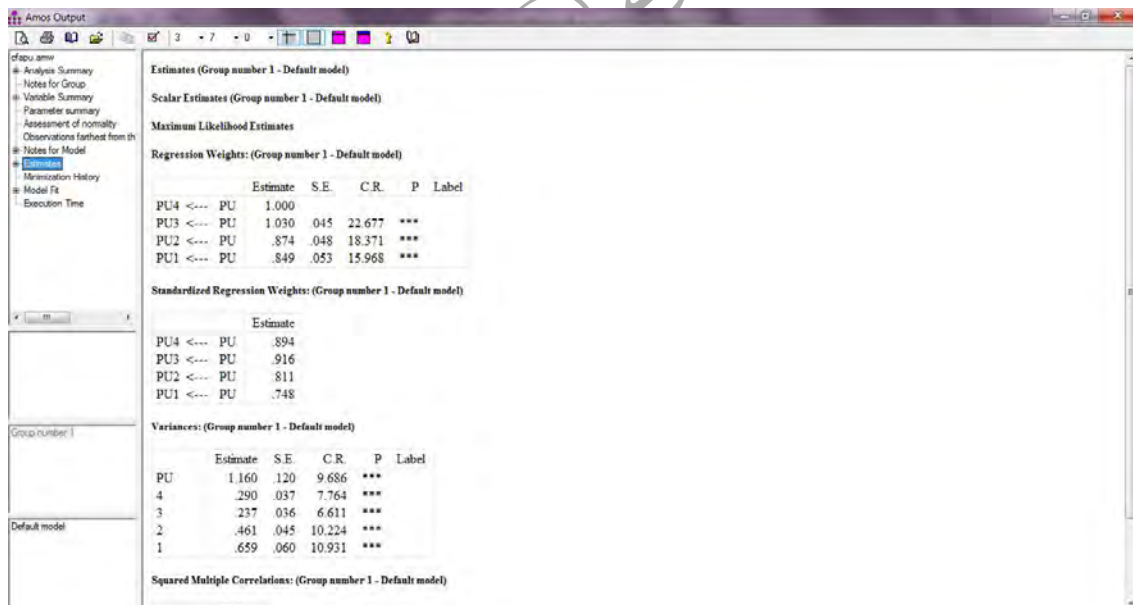 Amos Output
3 7 0
cfapu.amw
Analysis Summary
Notes for Group
Variable Summary
Parameter summary
Assessment of normality
Observations farthest from th
Notes for Model
Estimates
Minimization History
Model Fit
Execution Time
Group number 1
Default model
Estimates (Group number 1 - Default model)
Scalar Estimates (Group number 1 - Default model)
Maximum Likelihood Estimates
Regression Weights: (Group number 1 - Default model)
Estimate S.E. C.R. P Label
PU4 <--- PU 1.000
PU3 <--- PU 1.030 .045 22.677 ***
PU2 <--- PU .874 .048 18.371 ***
PU1 <--- PU .849 .053 15.968 ***
Standardized Regression Weights: (Group number 1 - Default model)
Estimate
PU4 <--- PU .894
PU3 <--- PU .916
PU2 <--- PU .811
PU1 <--- PU .748
Variances: (Group number 1 - Default model)
Estimate S.E. C.R. P Label
PU 1.160 .120 9.686 ***
4 .290 .037 7.764 ***
3 .237 .036 6.611 ***
2 .461 .045 10.224 ***
1 .659 .060 10.931 ***
Squared Multiple Correlations: (Group number 1 - Default model)